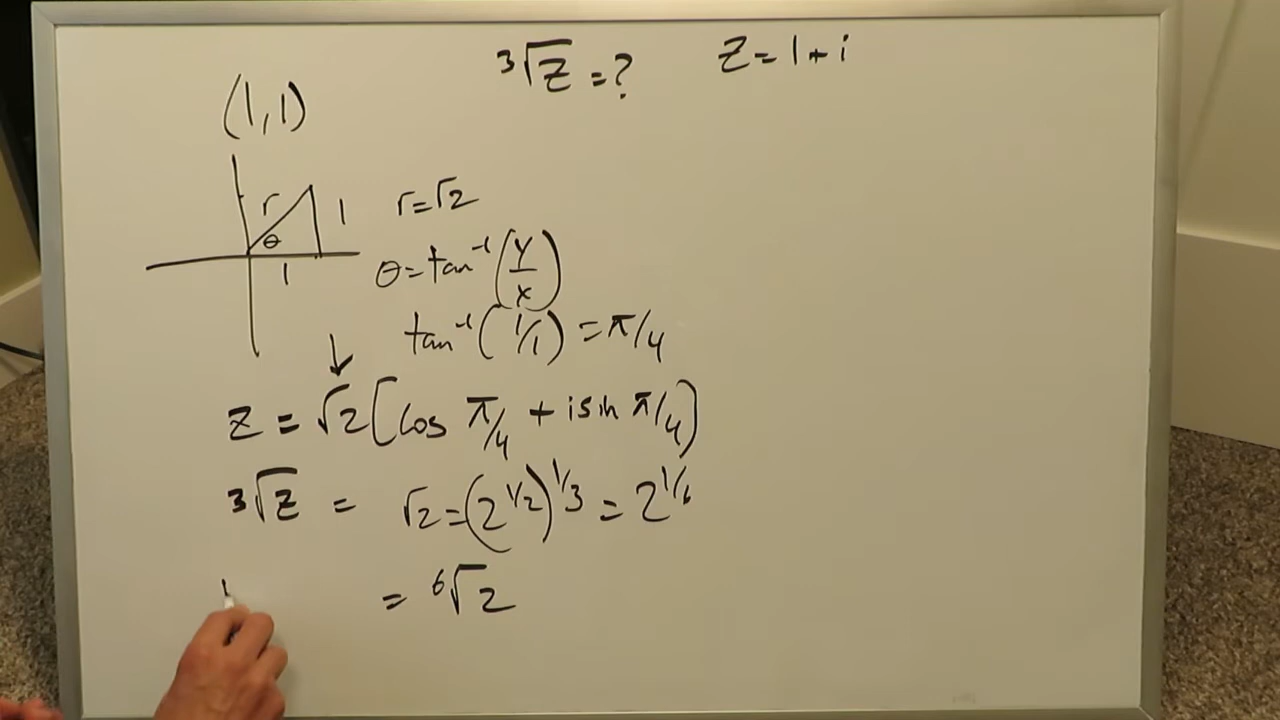 ³√z = ? z = 1 + i
(1,1)
r
θ
1
1
r = √2
θ = tan⁻¹(y/x)
tan⁻¹(1/1) = π/4
↓
z = √2[cos π/4 + i sin π/4)
³√z = √2 = (2^1/2)^1/3 = 2^1/6
= ⁶√2